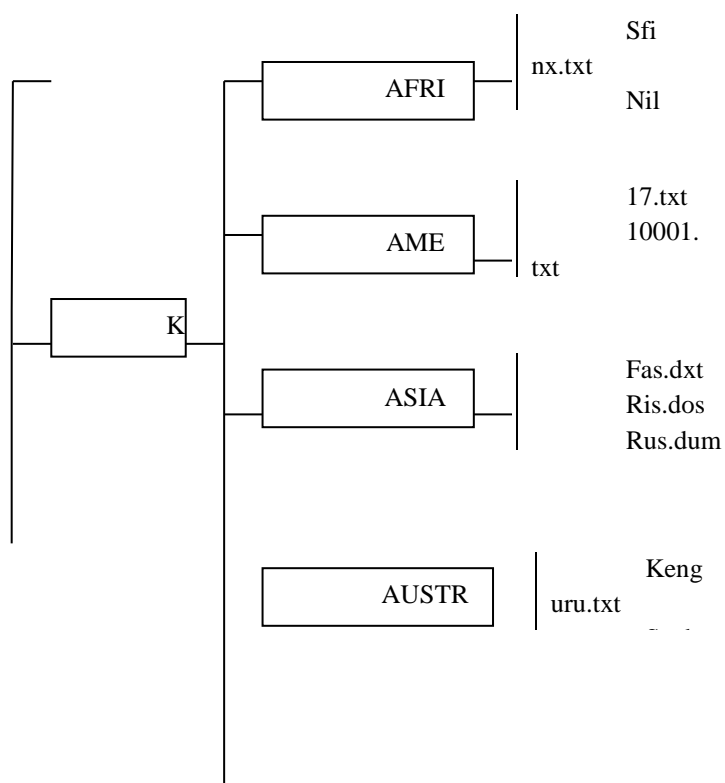 Sfi
nx.txt
AFRI
Nil
17.txt
AME
10001.
txt
K
Fas.dxt
ASIA
Ris.dos
Rus.dum
Keng
AUSTR
uru.txt